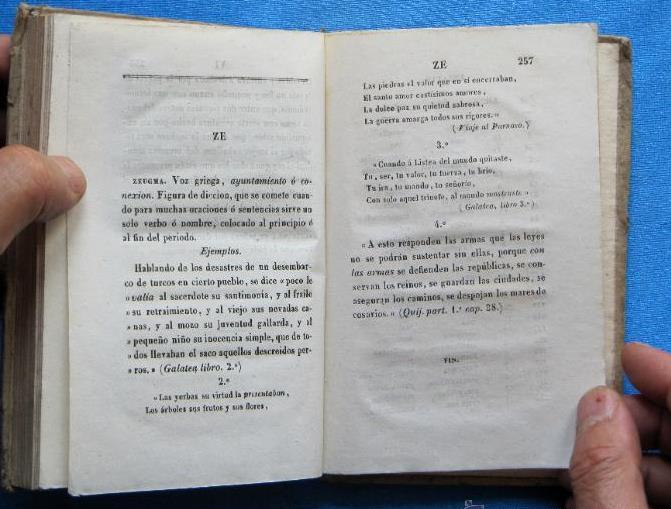 ZE
ZEUGMA. Voz griega, ayuntamiento ó co-
nexion. Figura de diccion, que se comete cuan-
do para muchas oraciones ó sentencias sirve un
solo verbo ó nombre, colocado al principio ó
al fin del periodo.
Ejemplos.
Hablando de los desastres de un desembar-
co de turcos en cierto pueblo, se dice » poco le
» valia al sacerdote su santimonia, y al fraile
» su retraimiento, y al viejo sus nevadas ca-
» nas, y al mozo su juventud gallarda, y al
» pequeño niño su inocencia simple, que de to-
» dos llevaban el saco aquellos descreidos per-
» ros. » (Galatea libro. 2.º)
2.º
«Las yerbas su virtud la presentaban,
Los árboles sus frutos y sus flores,
ZE 257
Las piedras el valor que en sí encerraban,
El santo amor castísimos amores,
La dulce paz su quietud sabrosa,
La guerra amarga todos sus rigores.»
(Viaje al Parnaso.)
3.º
«Cuando á Lisèa del mundo quitaste,
Tu, ser, tu valor, tu fuerza, tu brio,
Tu ira, tu mando, tu señorio,
Con solo aquel triunfo, al mundo mostraste »
(Galatea, libro 3.º)
4.º
«A esto responden las armas que las leyes
no se podrán sustentar sin ellas, porque con
las armas se defienden las repúblicas, se con-
servan los reinos, se guardan las ciudades, se
aseguran los caminos, se despojan los mares de
cosarios.» (Quij. part. 1.ª cap. 38.)
FIN.